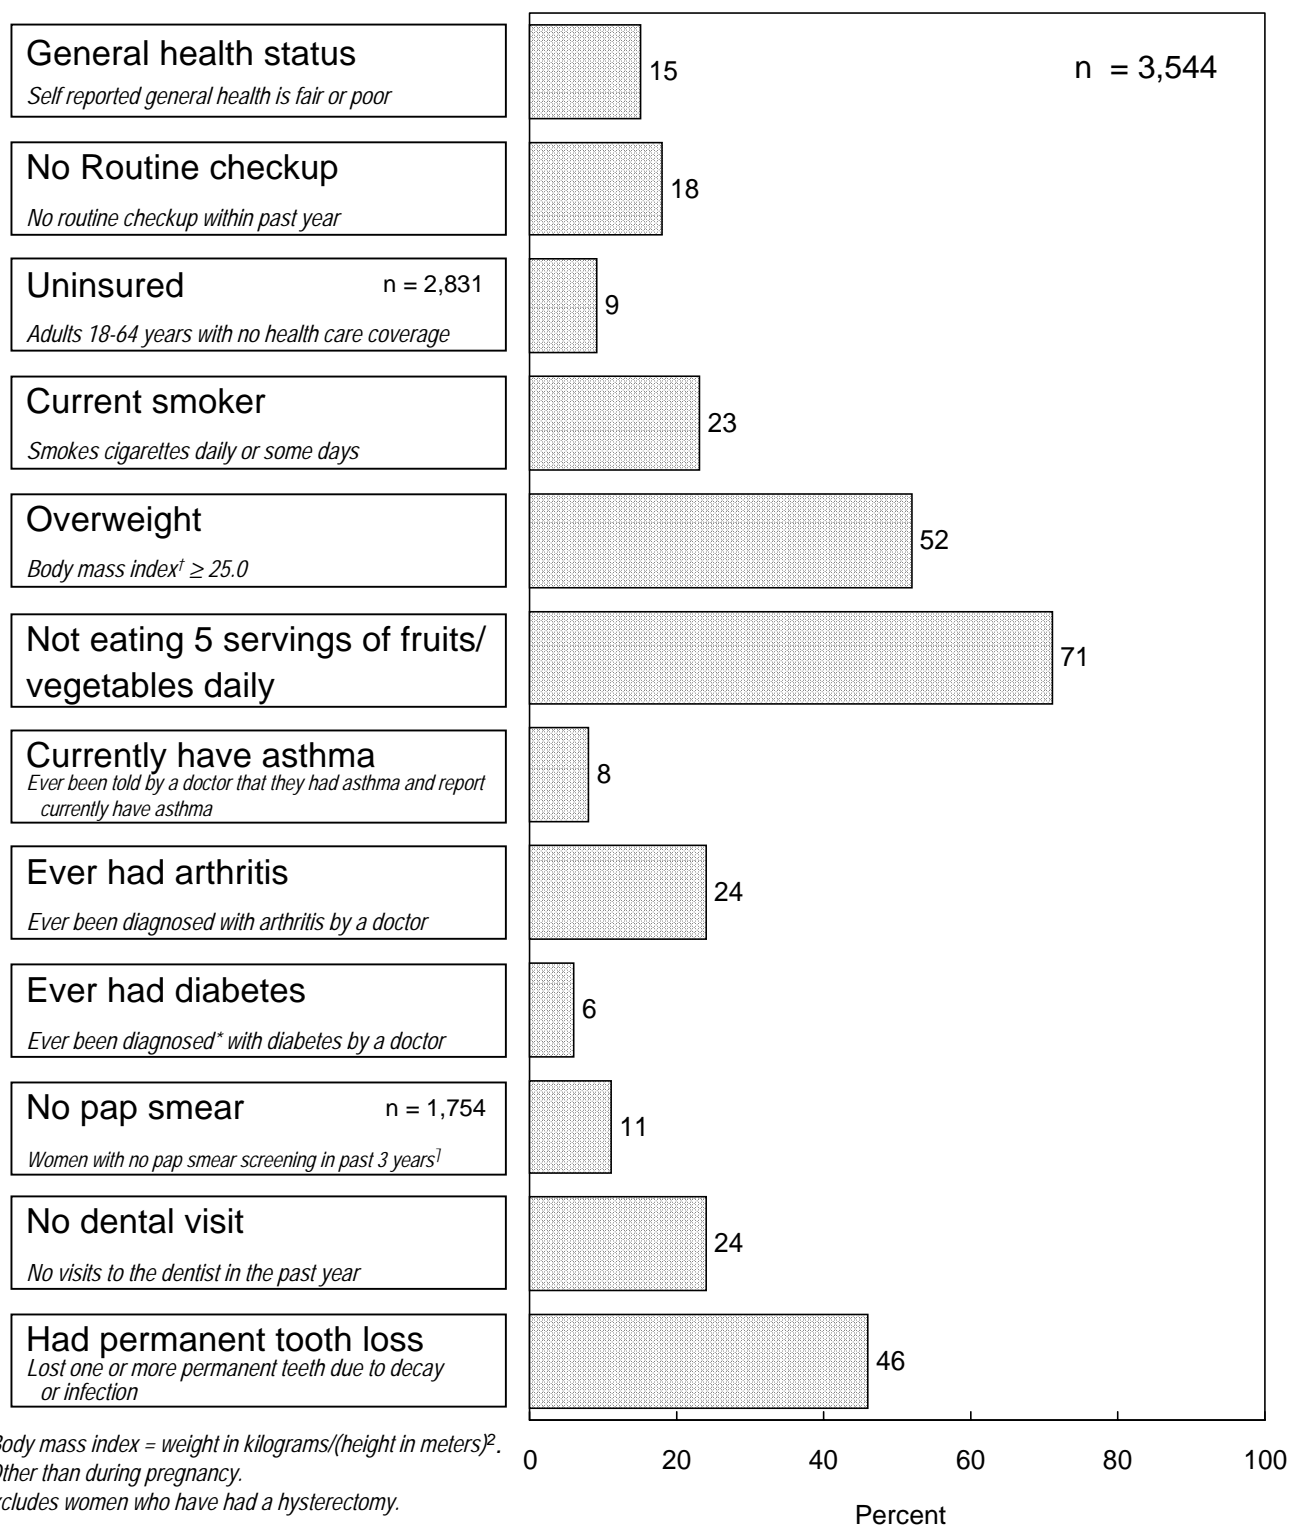 General health status
Self reported general health is fair or poor
15
n = 3,544
No Routine checkup
No routine checkup within past year
18
Uninsured n = 2,831
Adults 18-64 years with no health care coverage
9
Current smoker
Smokes cigarettes daily or some days
23
Overweight
Body mass index† ≥ 25.0
52
Not eating 5 servings of fruits/
vegetables daily
71
Currently have asthma
Ever been told by a doctor that they had asthma and report
currently have asthma
8
Ever had arthritis
Ever been diagnosed with arthritis by a doctor
24
Ever had diabetes
Ever been diagnosed* with diabetes by a doctor
6
No pap smear n = 1,754
Women with no pap smear screening in past 3 years⁊
11
No dental visit
No visits to the dentist in the past year
24
Had permanent tooth loss
Lost one or more permanent teeth due to decay
or infection
46
Body mass index = weight in kilograms/(height in meters)².
Other than during pregnancy.
xcludes women who have had a hysterectomy.
0 20 40 60 80 100
Percent